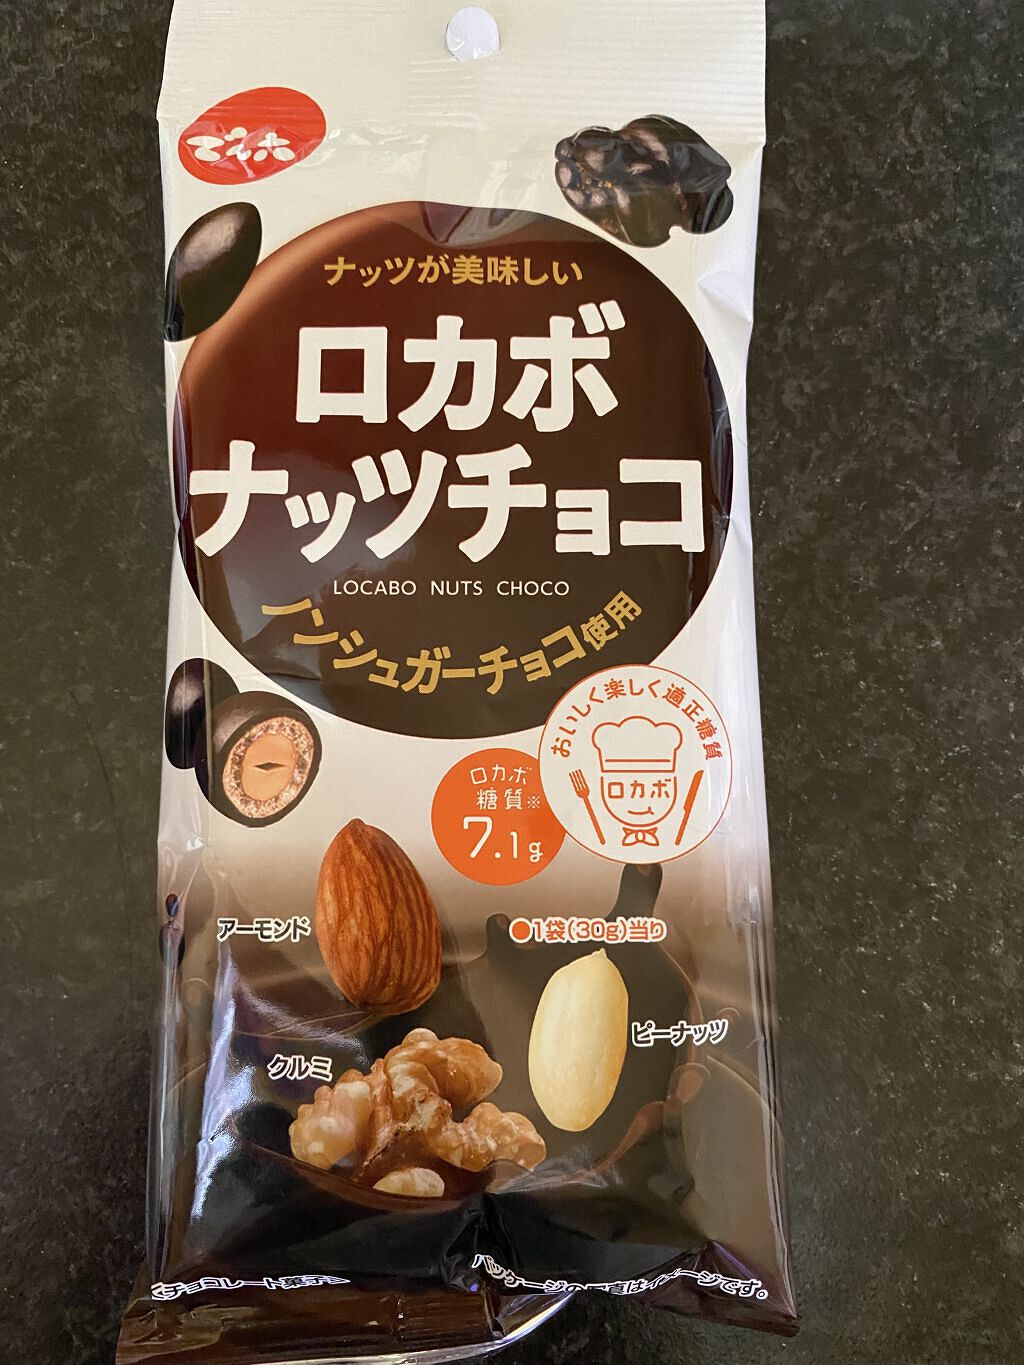 でん六
ナッツが美味しい
ロカボ
ナッツチョコ
LOCABO NUTS CHOCO
ノンシュガーチョコ使用
おいしく楽しく適正糖質
ロカボ
ロカボ
糖質※
7.1g
●1袋(30g)当り
アーモンド
ピーナッツ
クルミ
<チョコレート菓子>
パッケージの写真はイメージです。